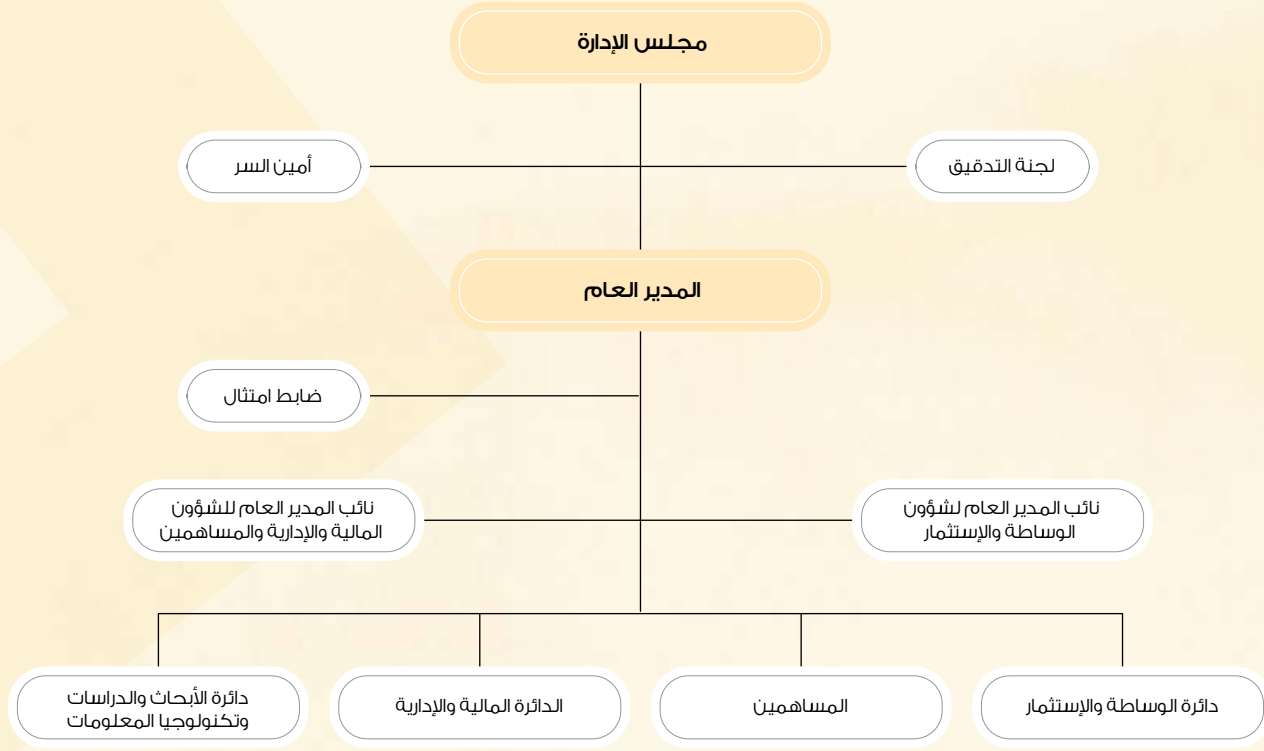 مجلس الإدارة
لجنة التدقيق
أمين السر
المدير العام
ضابط امتثال
نائب المدير العام لشؤون
الوساطة والإستثمار
نائب المدير العام للشؤون
المالية والإدارية والمساهمين
دائرة الوساطة والإستثمار
المساهمين
الدائرة المالية والإدارية
دائرة الأبحاث والدراسات
وتكنولوجيا المعلومات